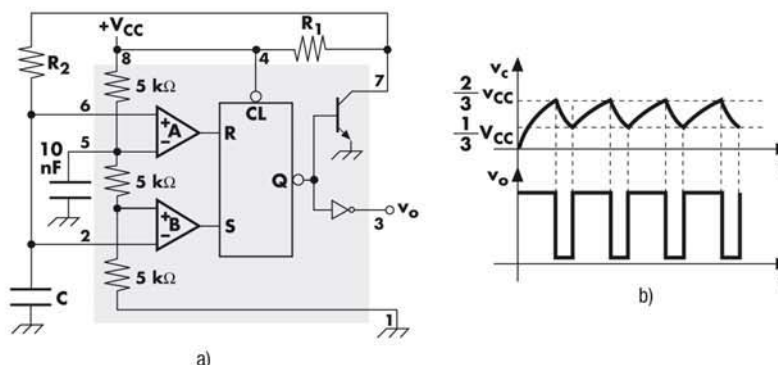 +VCC
R1
8
4
7
R2
5 kΩ
6
+
A
−
R
CL
5
10
nF
5 kΩ
Q
+
B
−
S
vo
3
2
5 kΩ
C
1
a)
vc
2/3 vCC
1/3 VCC
vo
b)